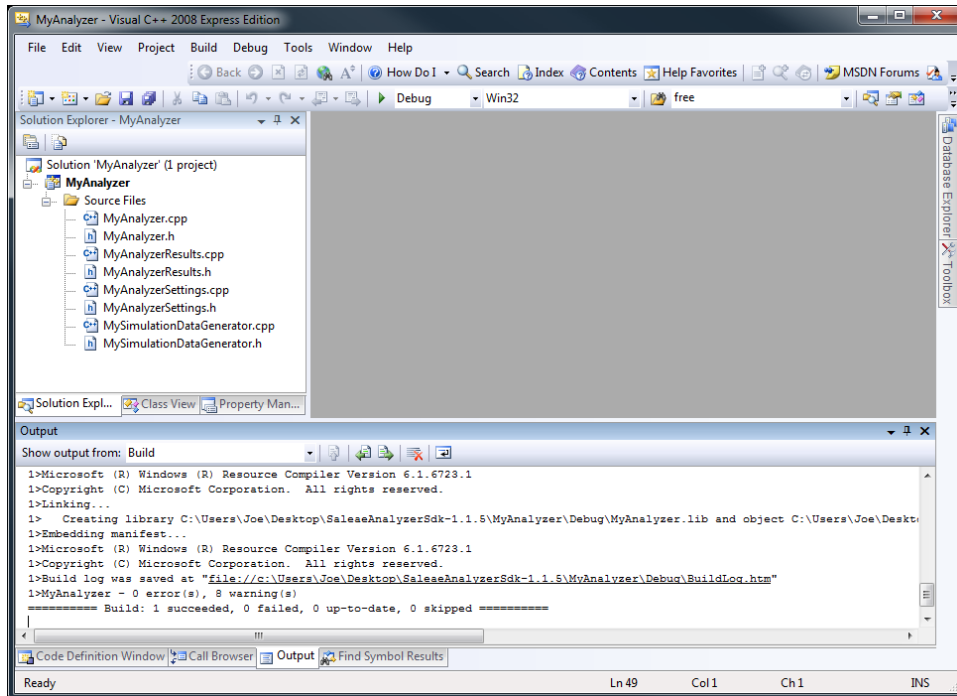 MyAnalyzer - Visual C++ 2008 Express Edition
File Edit View Project Build Debug Tools Window Help
Back How Do I Search Index Contents Help Favorites MSDN Forums
Debug Win32 free
Solution Explorer - MyAnalyzer
Solution 'MyAnalyzer' (1 project)
MyAnalyzer
Source Files
MyAnalyzer.cpp
MyAnalyzer.h
MyAnalyzerResults.cpp
MyAnalyzerResults.h
MyAnalyzerSettings.cpp
MyAnalyzerSettings.h
MySimulationDataGenerator.cpp
MySimulationDataGenerator.h
Solution Expl... Class View Property Man...
Database Explorer
Toolbox
Output
Show output from: Build
1>Microsoft (R) Windows (R) Resource Compiler Version 6.1.6723.1
1>Copyright (C) Microsoft Corporation.  All rights reserved.
1>Linking...
1>   Creating library C:\Users\Joe\Desktop\SaleaeAnalyzerSdk-1.1.5\MyAnalyzer\Debug\MyAnalyzer.lib and object C:\Users\Joe\Deskt
1>Embedding manifest...
1>Microsoft (R) Windows (R) Resource Compiler Version 6.1.6723.1
1>Copyright (C) Microsoft Corporation.  All rights reserved.
1>Build log was saved at "file://c:\Users\Joe\Desktop\SaleaeAnalyzerSdk-1.1.5\MyAnalyzer\Debug\BuildLog.htm"
1>MyAnalyzer - 0 error(s), 8 warning(s)
========== Build: 1 succeeded, 0 failed, 0 up-to-date, 0 skipped ==========
Code Definition Window Call Browser Output Find Symbol Results
Ready Ln 49 Col 1 Ch 1 INS